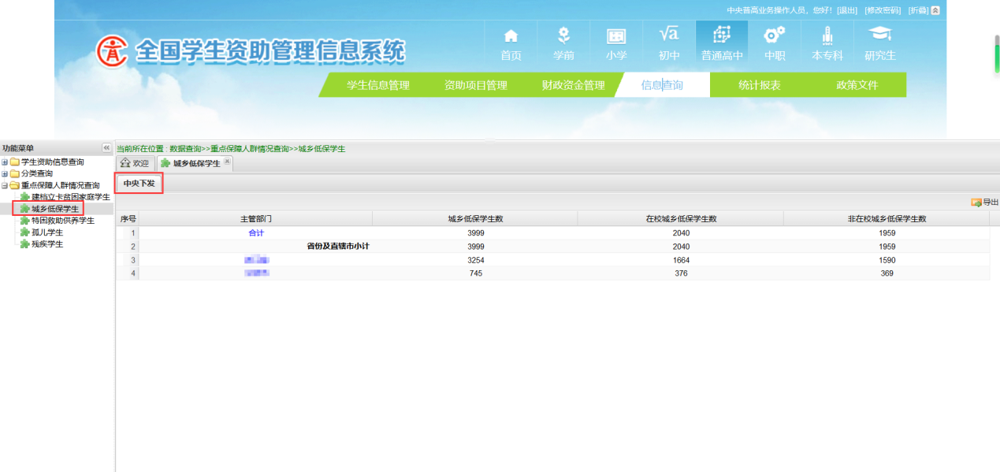 中央普高业务操作人员，您好！ [退出] [修改密码] [折叠]
全国学生资助管理信息系统
首页 学前 小学 初中 普通高中 中职 本专科 研究生
学生信息管理 资助项目管理 财政资金管理 信息查询 统计报表 政策文件
功能菜单
学生资助信息查询
分类查询
重点保障人群情况查询
建档立卡贫困家庭学生
城乡低保学生
特困救助供养学生
孤儿学生
残疾学生
当前所在位置 : 数据查询>>重点保障人群情况查询>>城乡低保学生
欢迎 城乡低保学生
中央下发
导出
序号 主管部门 城乡低保学生数 在校城乡低保学生数 非在校城乡低保学生数
1 合计 3999 2040 1959
2 省份及直辖市小计 3999 2040 1959
3 3254 1664 1590
4 745 376 369